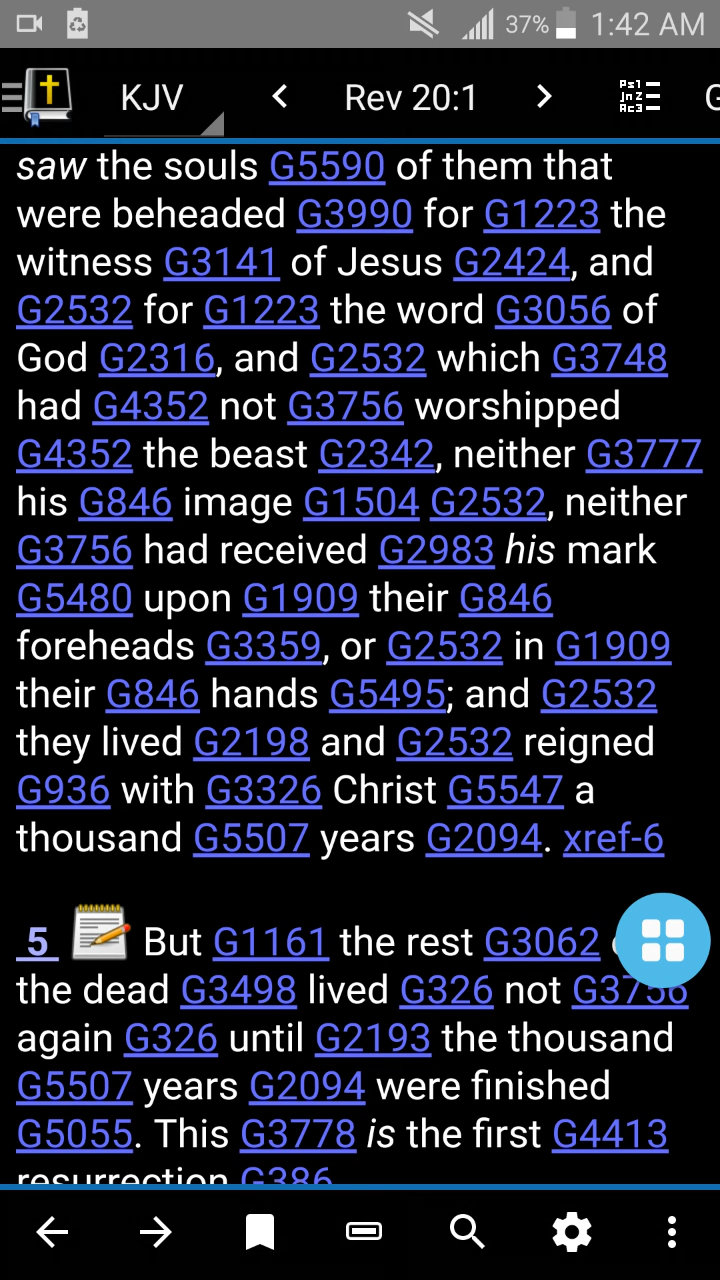 37% 1:42 AM
KJV < Rev 20:1 > Psl JnZ Ac3 G
saw the souls G5590 of them that
were beheaded G3990 for G1223 the
witness G3141 of Jesus G2424, and
G2532 for G1223 the word G3056 of
God G2316, and G2532 which G3748
had G4352 not G3756 worshipped
G4352 the beast G2342, neither G3777
his G846 image G1504 G2532, neither
G3756 had received G2983 his mark
G5480 upon G1909 their G846
foreheads G3359, or G2532 in G1909
their G846 hands G5495; and G2532
they lived G2198 and G2532 reigned
G936 with G3326 Christ G5547 a
thousand G5507 years G2094. xref-6
5 But G1161 the rest G3062
the dead G3498 lived G326 not G3756
again G326 until G2193 the thousand
G5507 years G2094 were finished
G5055. This G3778 is the first G4413
resurrection G386